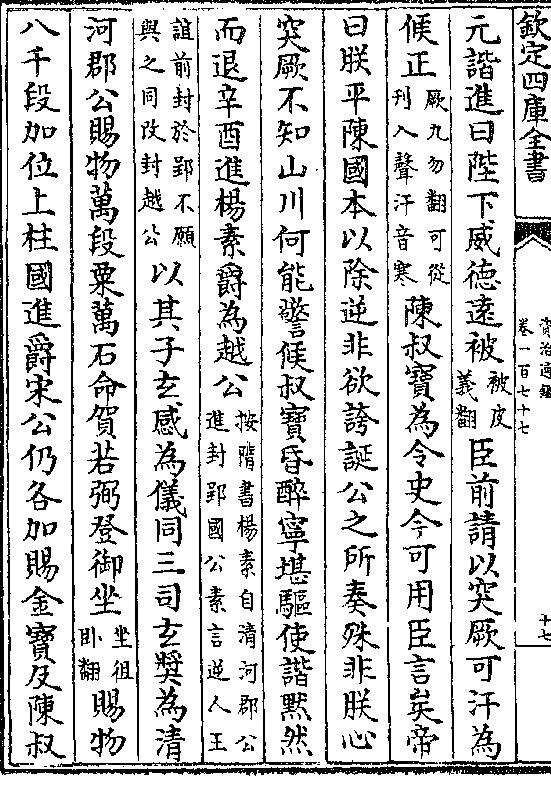 欽定四庫全書
資治通鑑
卷一百七十七
十七
元諧進曰陛下威徳遠被被皮義翻臣前請以突厥可汗為
候正厥九勿翻可從刋入聲汗音寒陳叔寶為令史今可用臣言矣帝
曰朕平陳國本以除逆非欲誇誕公之所奏殊非朕心
突厥不知山川何能警候叔寶昏醉寧堪驅使諧黙然
而退辛酉進楊素爵為越公按隋書楊素自清河郡公進封郢國公素言逆人王
誼前封於郢不願與之同改封越公以其子玄感為儀同三司玄奬為清
河郡公賜物萬段粟萬石命賀若弼登御坐坐徂卧翻賜物
八千段加位上柱國進爵宋公仍各加賜金寶及陳叔